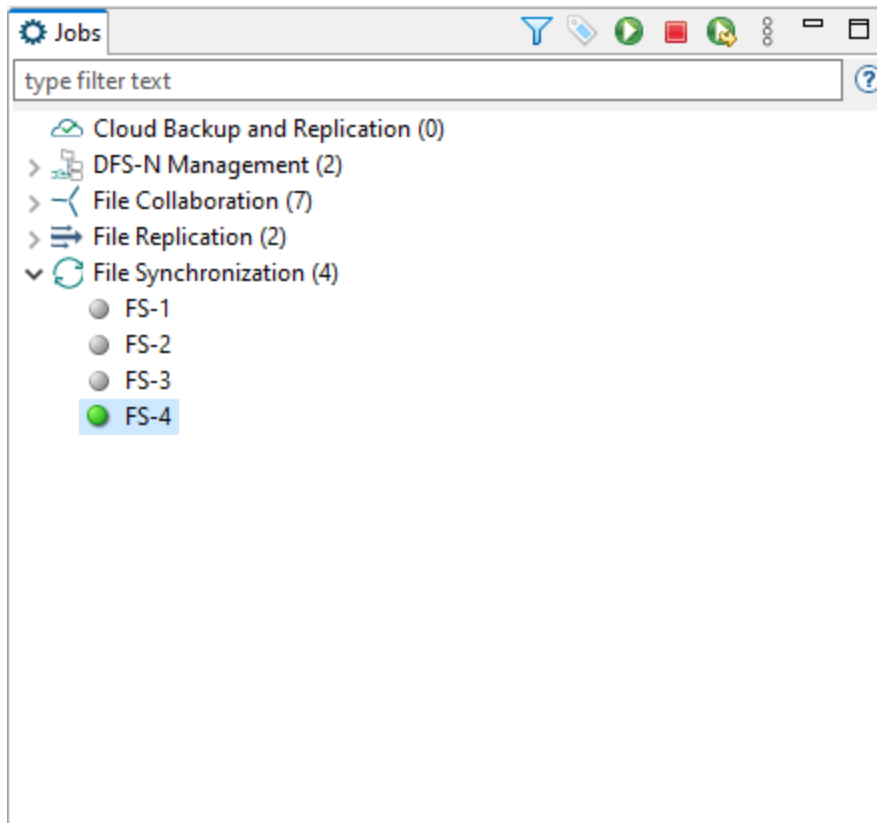 Jobs
type filter text
Cloud Backup and Replication (0)
DFS-N Management (2)
File Collaboration (7)
File Replication (2)
File Synchronization (4)
FS-1
FS-2
FS-3
FS-4